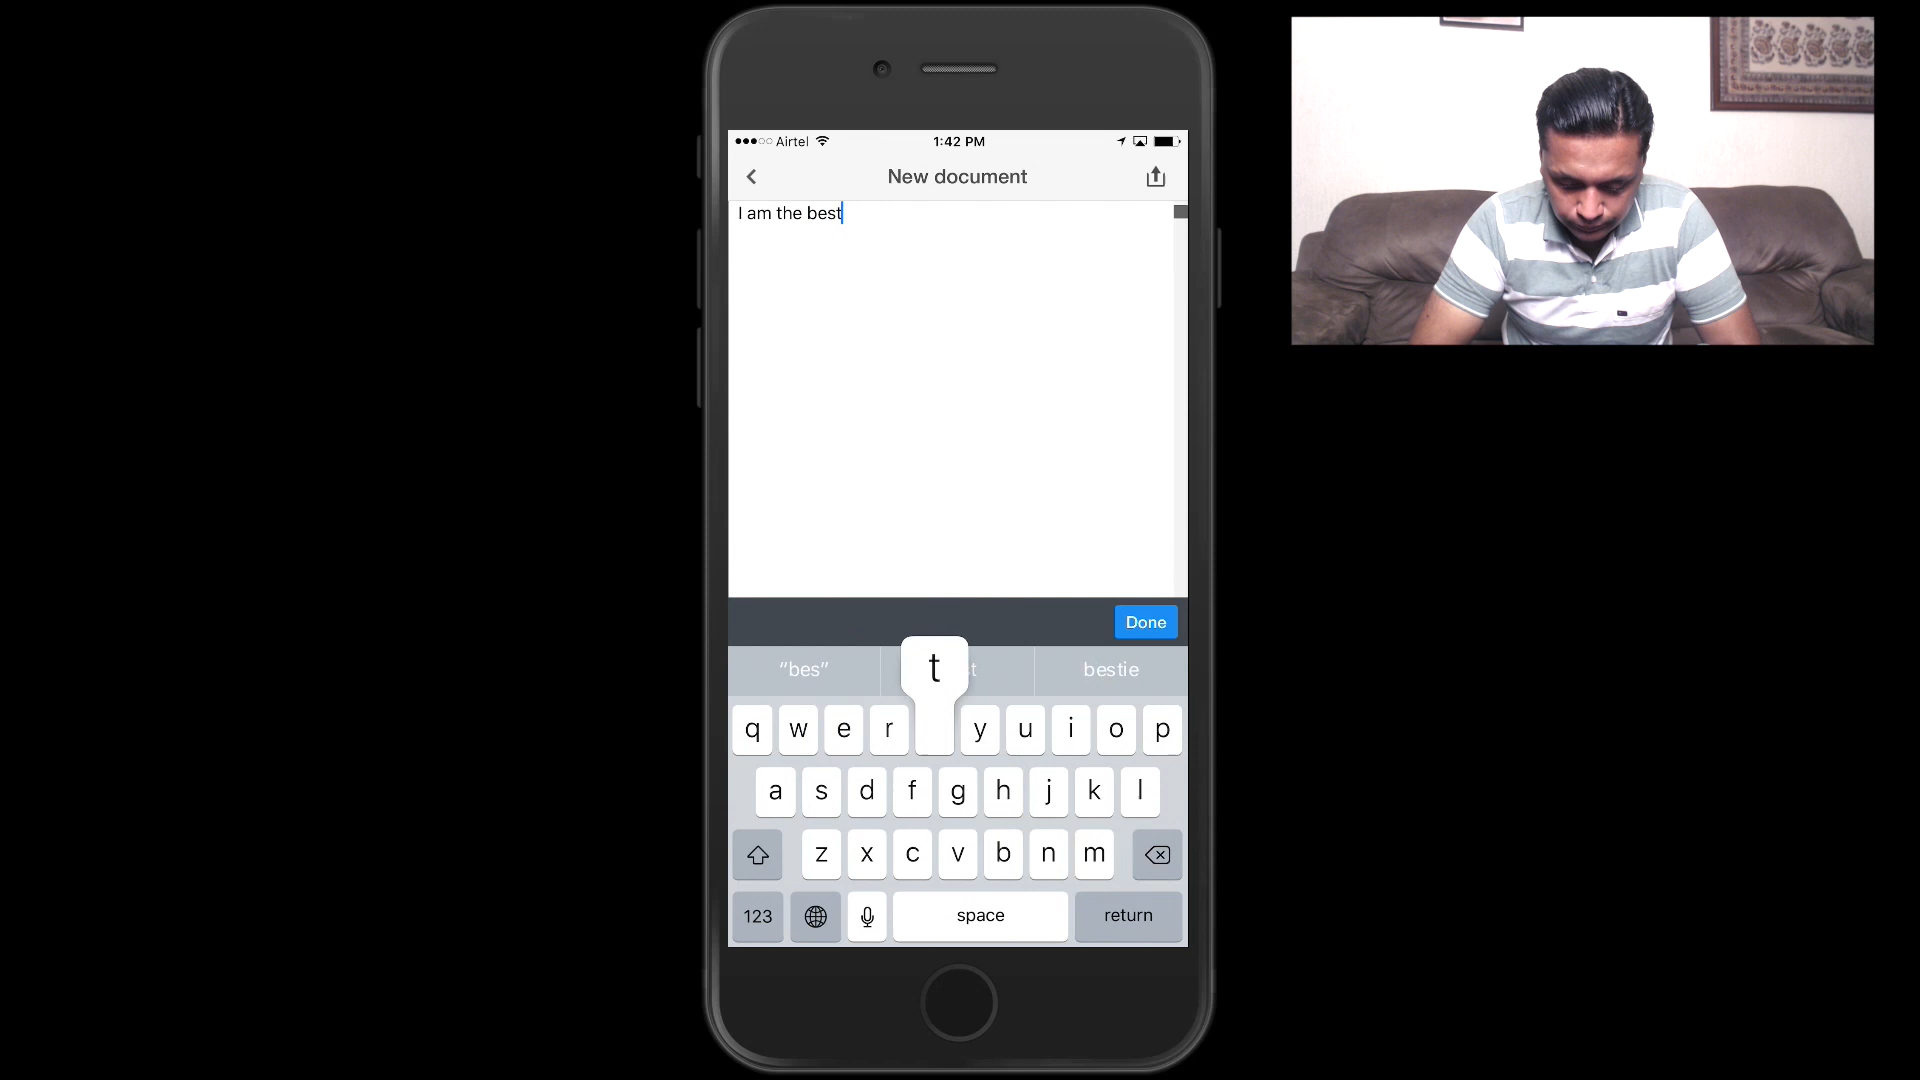 Airtel 1:42 PM
New document
I am the best
Done
“bes” bestie
t
q w e r y u i o p
a s d f g h j k l
z x c v b n m
123 space return